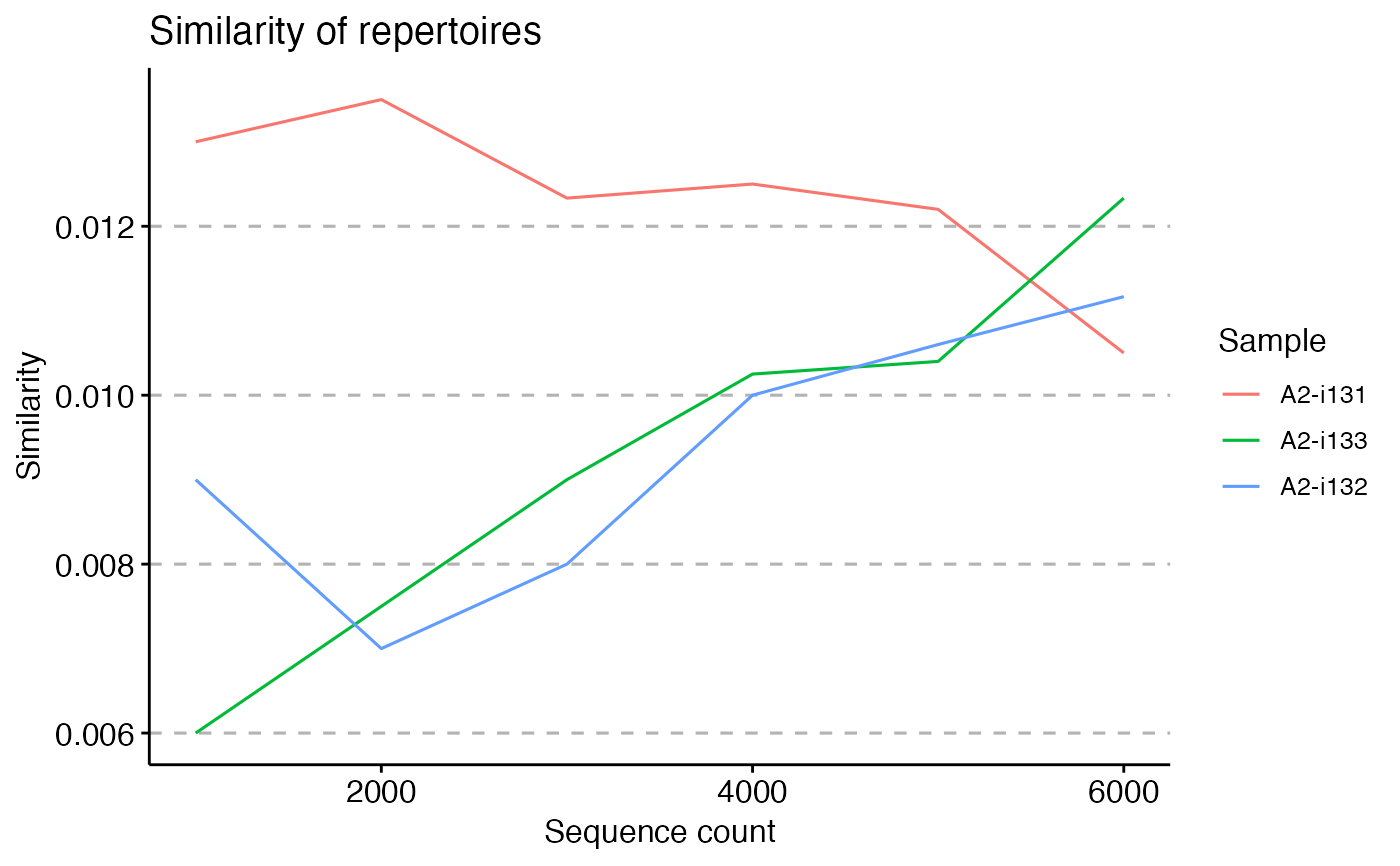 Similarity of repertoires
0.012
0.010
0.008
0.006
Similarity
2000
4000
6000
Sequence count
Sample
A2-i131
A2-i133
A2-i132